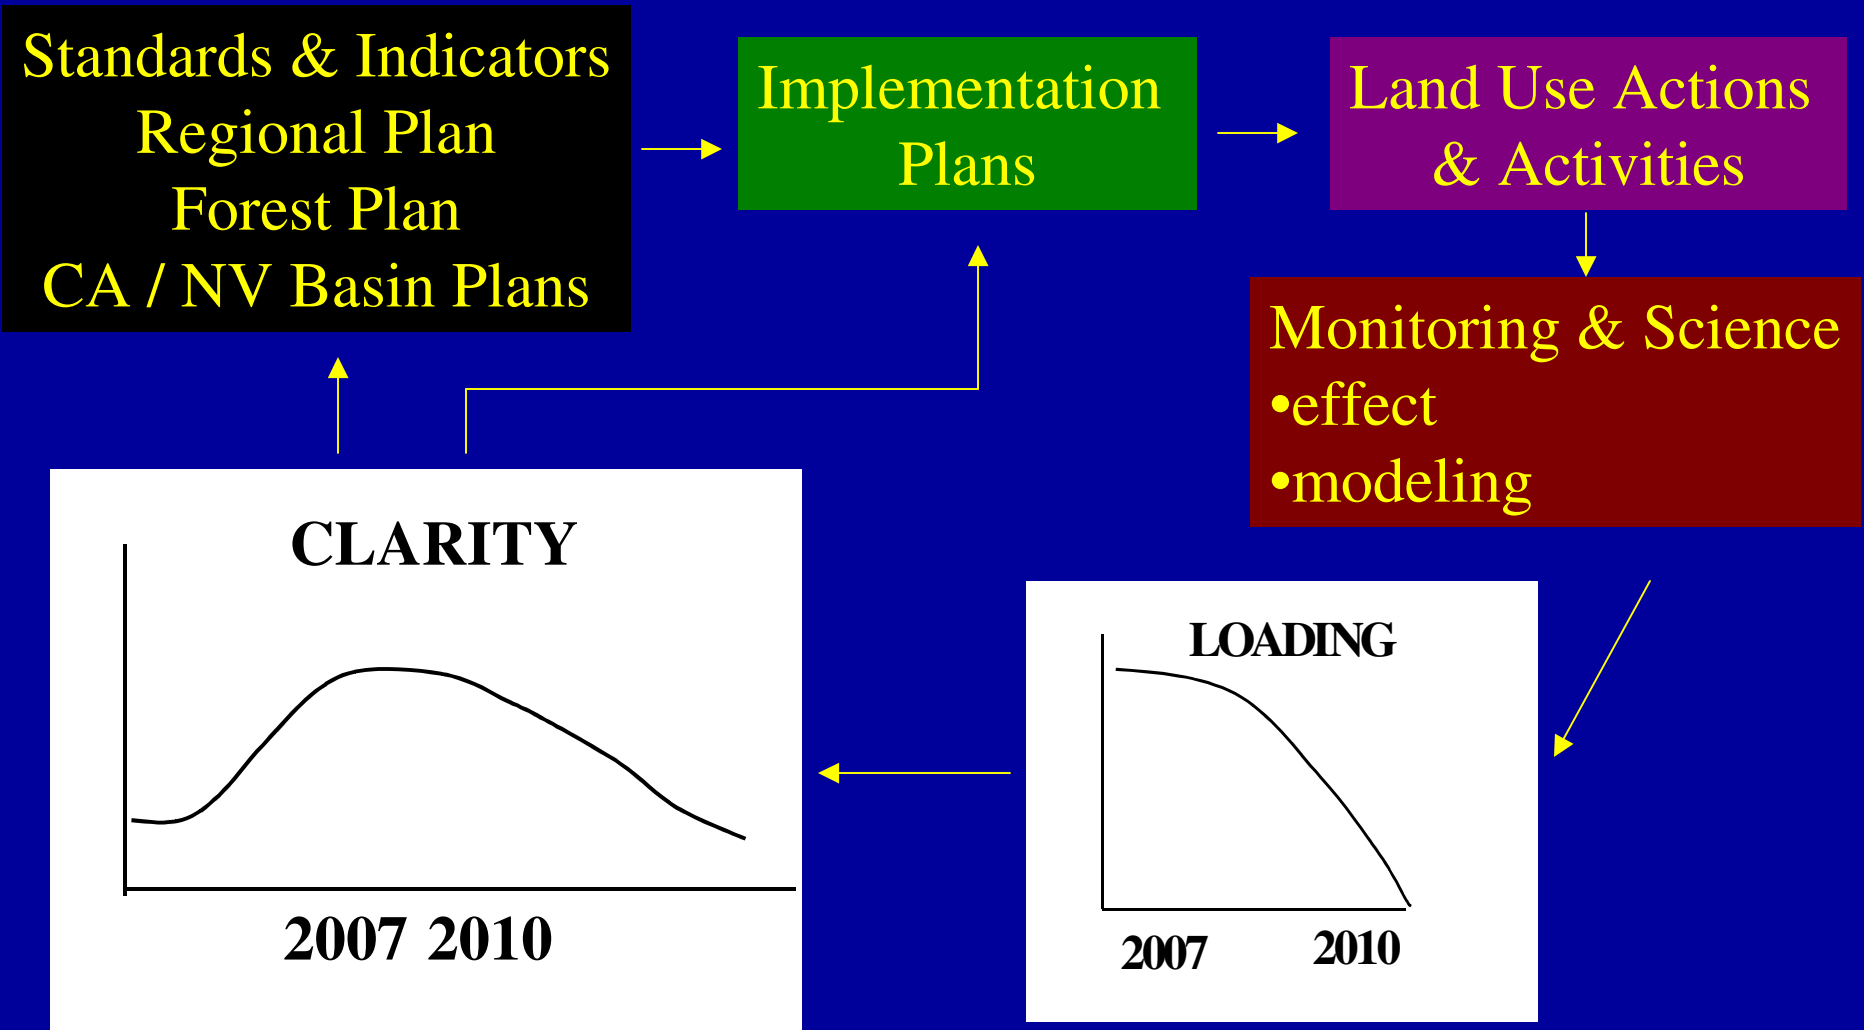 Standards & Indicators
Regional Plan
Forest Plan
CA / NV Basin Plans
Implementation
Plans
Land Use Actions
& Activities
Monitoring & Science
•effect
•modeling
CLARITY
2007 2010
LOADING
2007 2010